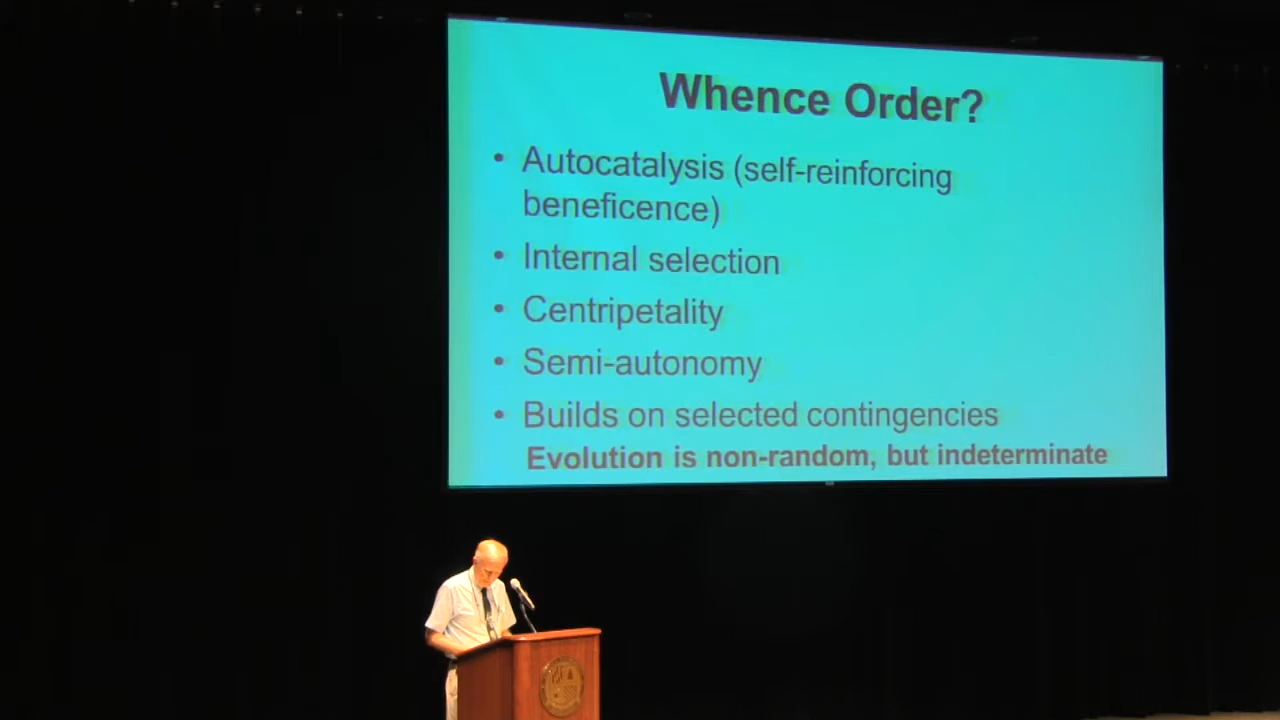 Whence Order?
• Autocatalysis (self-reinforcing
beneficence)
• Internal selection
• Centripetality
• Semi-autonomy
• Builds on selected contingencies
Evolution is non-random, but indeterminate